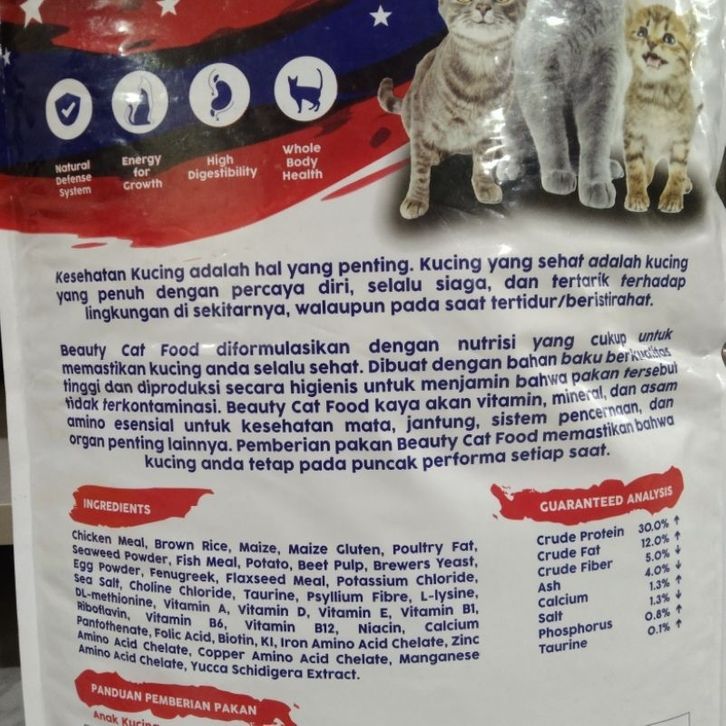 Natural
Defense
System
Energy
for
Growth
High
Digestibility
Whole
Body
Health
Kesehatan Kucing adalah hal yang penting. Kucing yang sehat adalah kucing
yang penuh dengan percaya diri, selalu siaga, dan tertarik terhadap
lingkungan di sekitarnya, walaupun pada saat tertidur/beristirahat.
Beauty Cat Food diformulasikan dengan nutrisi yang cukup untuk
memastikan kucing anda selalu sehat. Dibuat dengan bahan baku berkualitas
tinggi dan diproduksi secara higienis untuk menjamin bahwa pakan tersebut
tidak terkontaminasi. Beauty Cat Food kaya akan vitamin, mineral, dan asam
amino esensial untuk kesehatan mata, jantung, sistem pencernaan, dan
organ penting lainnya. Pemberian pakan Beauty Cat Food memastikan bahwa
kucing anda tetap pada puncak performa setiap saat.
INGREDIENTS
Chicken Meal, Brown Rice, Maize, Maize Gluten, Poultry Fat,
Seaweed Powder, Fish Meal, Potato, Beet Pulp, Brewers Yeast,
Egg Powder, Fenugreek, Flaxseed Meal, Potassium Chloride,
Sea Salt, Choline Chloride, Taurine, Psyllium Fibre, L-lysine,
DL-methionine, Vitamin A, Vitamin D, Vitamin E, Vitamin B1,
Riboflavin, Vitamin B6, Vitamin B12, Niacin, Calcium
Pantothenate, Folic Acid, Biotin, KI, Iron Amino Acid Chelate, Zinc
Amino Acid Chelate, Copper Amino Acid Chelate, Manganese
Amino Acid Chelate, Yucca Schidigera Extract.
GUARANTEED ANALYSIS
Crude Protein 30.0% ↑
Crude Fat 12.0% ↑
Crude Fiber 5.0% ↓
Ash 4.0% ↓
Calcium 1.3% ↑
Salt 1.3% ↓
Phosphorus 0.8% ↑
Taurine 0.1% ↑
PANDUAN PEMBERIAN PAKAN
Anak